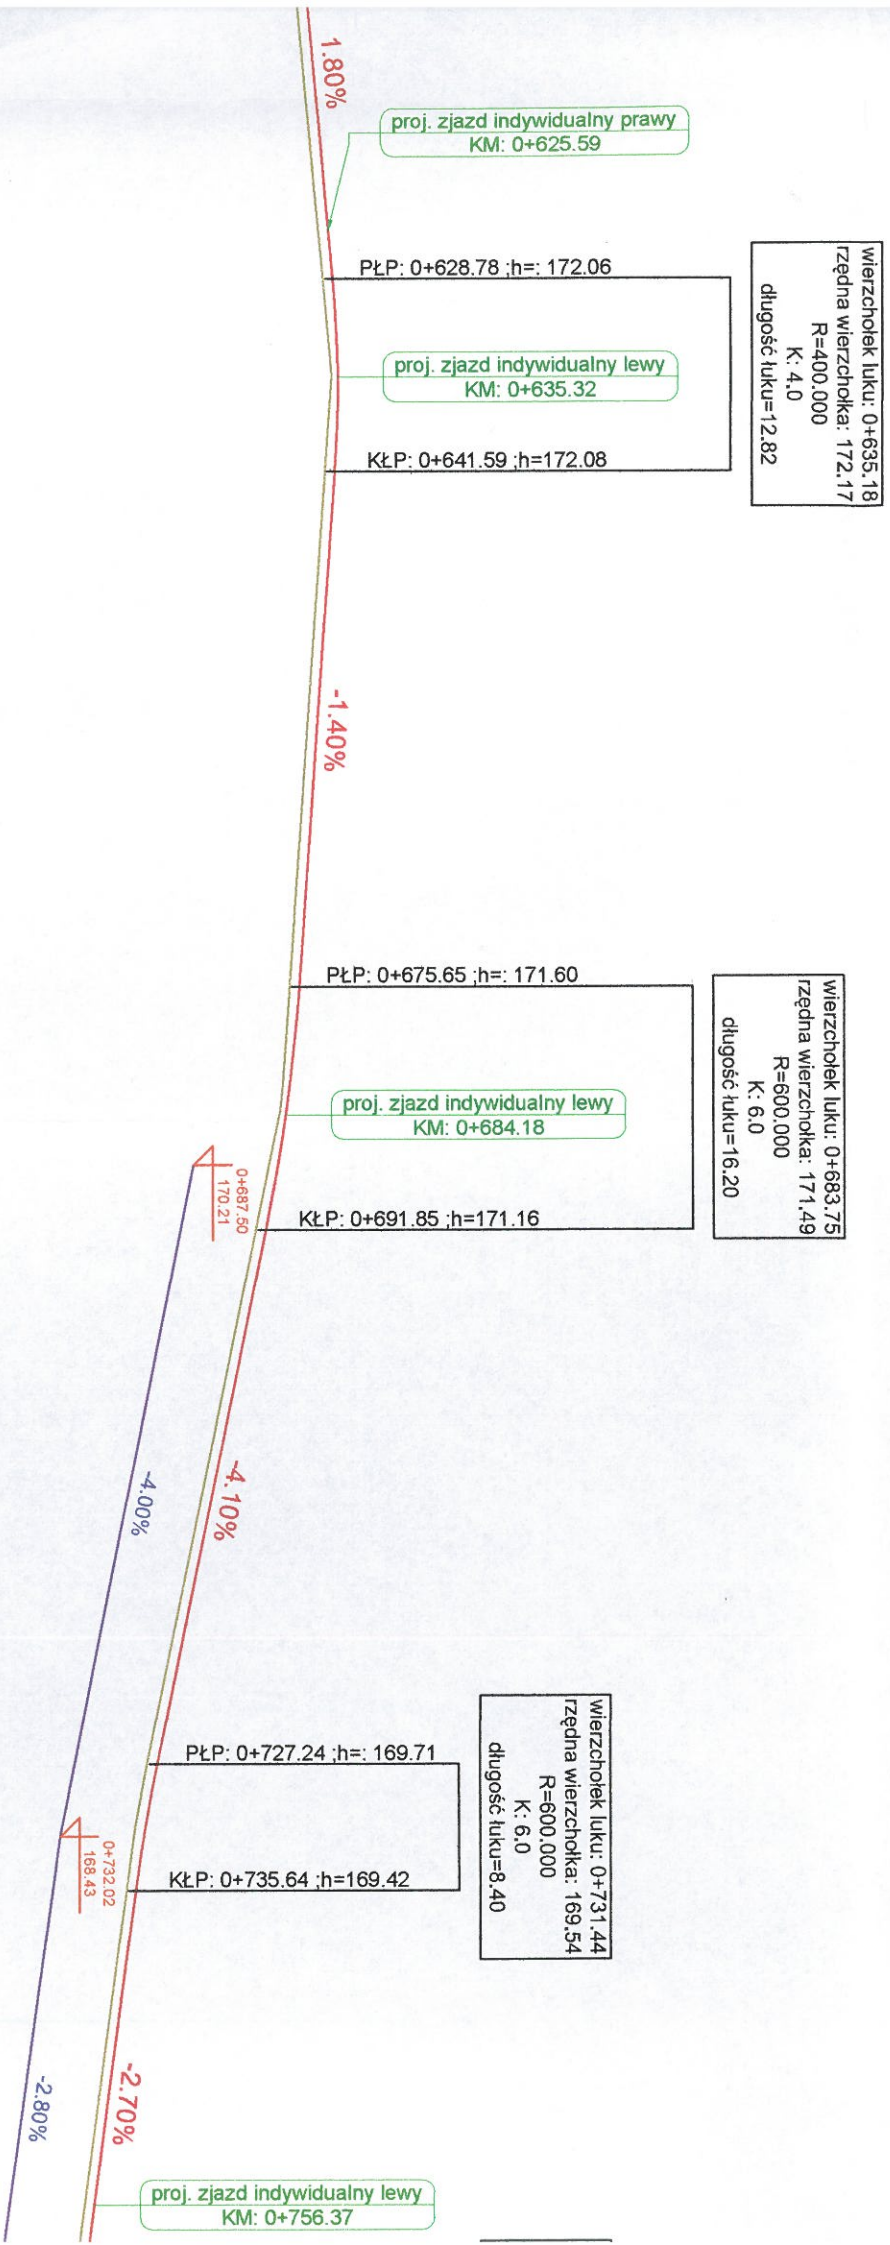 1.80%
proj. zjazd indywidualny prawy
KM: 0+625.59
wierzchołek łuku: 0+635.18
rzędna wierzchołka: 172.17
R=400.000
K: 4.0
długość łuku=12.82
PŁP: 0+628.78 ;h=: 172.06
proj. zjazd indywidualny lewy
KM: 0+635.32
KŁP: 0+641.59 ;h=172.08
-1.40%
wierzchołek łuku: 0+683.75
rzędna wierzchołka: 171.49
R=600.000
K: 6.0
długość łuku=16.20
PŁP: 0+675.65 ;h=: 171.60
proj. zjazd indywidualny lewy
KM: 0+684.18
0+687.50
170.21
KŁP: 0+691.85 ;h=171.16
-4.10%
-4.00%
wierzchołek łuku: 0+731.44
rzędna wierzchołka: 169.54
R=600.000
K: 6.0
długość łuku=8.40
PŁP: 0+727.24 ;h=: 169.71
0+732.02
168.43
KŁP: 0+735.64 ;h=169.42
-2.70%
-2.80%
proj. zjazd indywidualny lewy
KM: 0+756.37